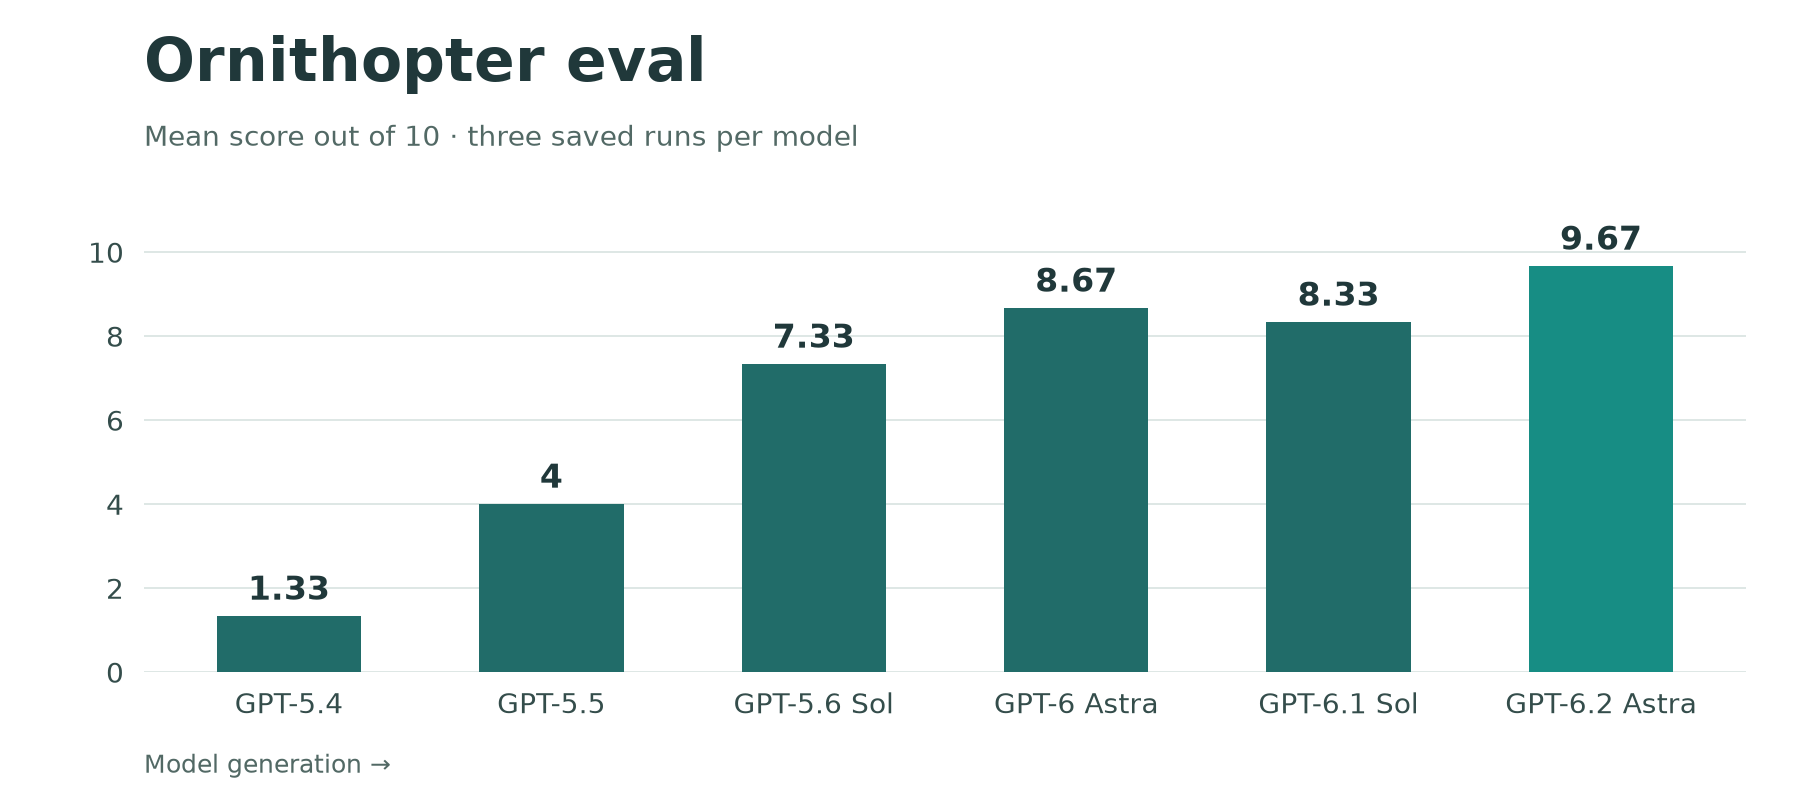 Ornithopter eval
Mean score out of 10 · three saved runs per model
10
8
6
4
2
0
1.33
4
7.33
8.67
8.33
9.67
GPT-5.4
GPT-5.5
GPT-5.6 Sol
GPT-6 Astra
GPT-6.1 Sol
GPT-6.2 Astra
Model generation →